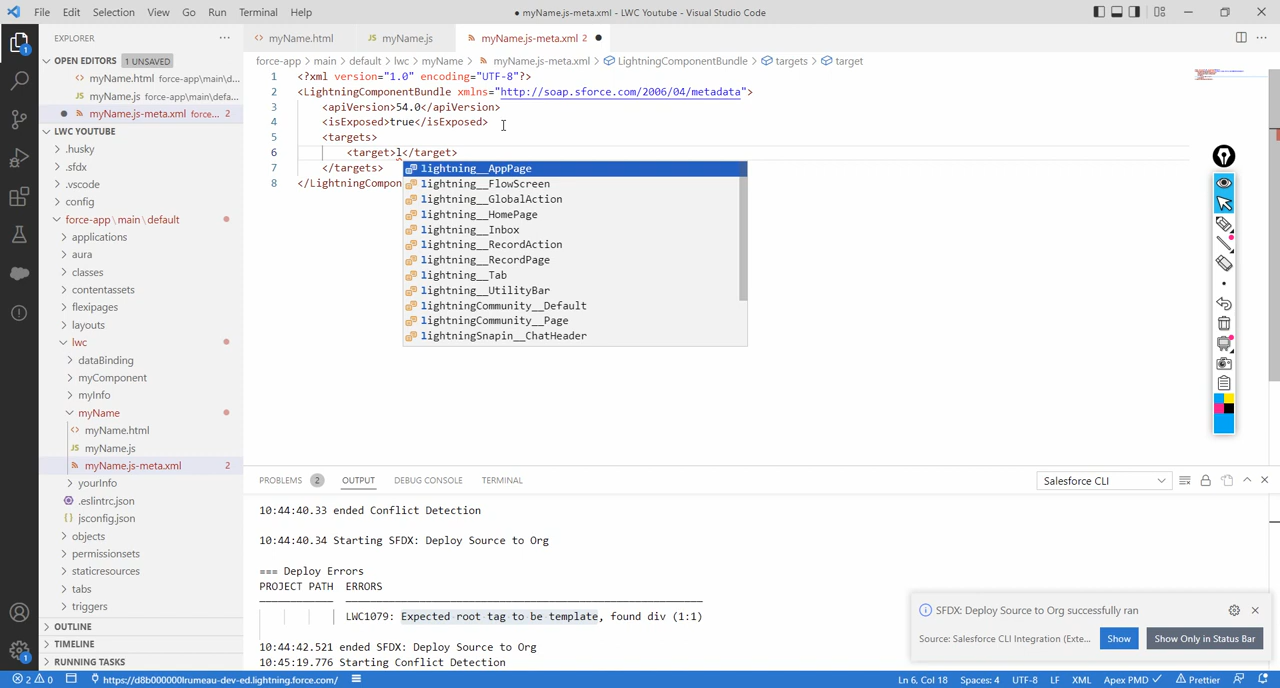 File Edit Selection View Go Run Terminal Help
● myName.js-meta.xml - LWC Youtube - Visual Studio Code
EXPLORER
OPEN EDITORS 1 UNSAVED
myName.html force-app\main\d...
myName.js force-app\main\defa...
myName.js-meta.xml force-... 2
LWC YOUTUBE
.husky
.sfdx
.vscode
config
force-app\main\default
applications
aura
classes
contentassets
flexipages
layouts
lwc
dataBinding
myComponent
myInfo
myName
myName.html
myName.js
myName.js-meta.xml 2
yourInfo
.eslintrc.json
jsconfig.json
objects
permissionsets
staticresources
tabs
triggers
OUTLINE
TIMELINE
RUNNING TASKS
myName.html myName.js myName.js-meta.xml 2
force-app > main > default > lwc > myName > myName.js-meta.xml > LightningComponentBundle > targets > target
1 <?xml version="1.0" encoding="UTF-8"?>
2 <LightningComponentBundle xmlns="http://soap.sforce.com/2006/04/metadata">
3 <apiVersion>54.0</apiVersion>
4 <isExposed>true</isExposed>
5 <targets>
6 <target>l</target>
7 </targets>
8 </LightningCompon
lightning__AppPage
lightning__FlowScreen
lightning__GlobalAction
lightning__HomePage
lightning__Inbox
lightning__RecordAction
lightning__RecordPage
lightning__Tab
lightning__UtilityBar
lightningCommunity__Default
lightningCommunity__Page
lightningSnapin__ChatHeader
PROBLEMS 2 OUTPUT DEBUG CONSOLE TERMINAL
Salesforce CLI
10:44:40.33 ended Conflict Detection
10:44:40.34 Starting SFDX: Deploy Source to Org
=== Deploy Errors
PROJECT PATH ERRORS
LWC1079: Expected root tag to be template, found div (1:1)
10:44:42.521 ended SFDX: Deploy Source to Org
10:45:19.776 Starting Conflict Detection
SFDX: Deploy Source to Org successfully ran
Source: Salesforce CLI Integration (Exte...
Show
Show Only in Status Bar
2 0 https://d8b000000lrumeau-dev-ed.lightning.force.com/
Ln 6, Col 18 Spaces: 4 UTF-8 LF XML Apex PMD Prettier